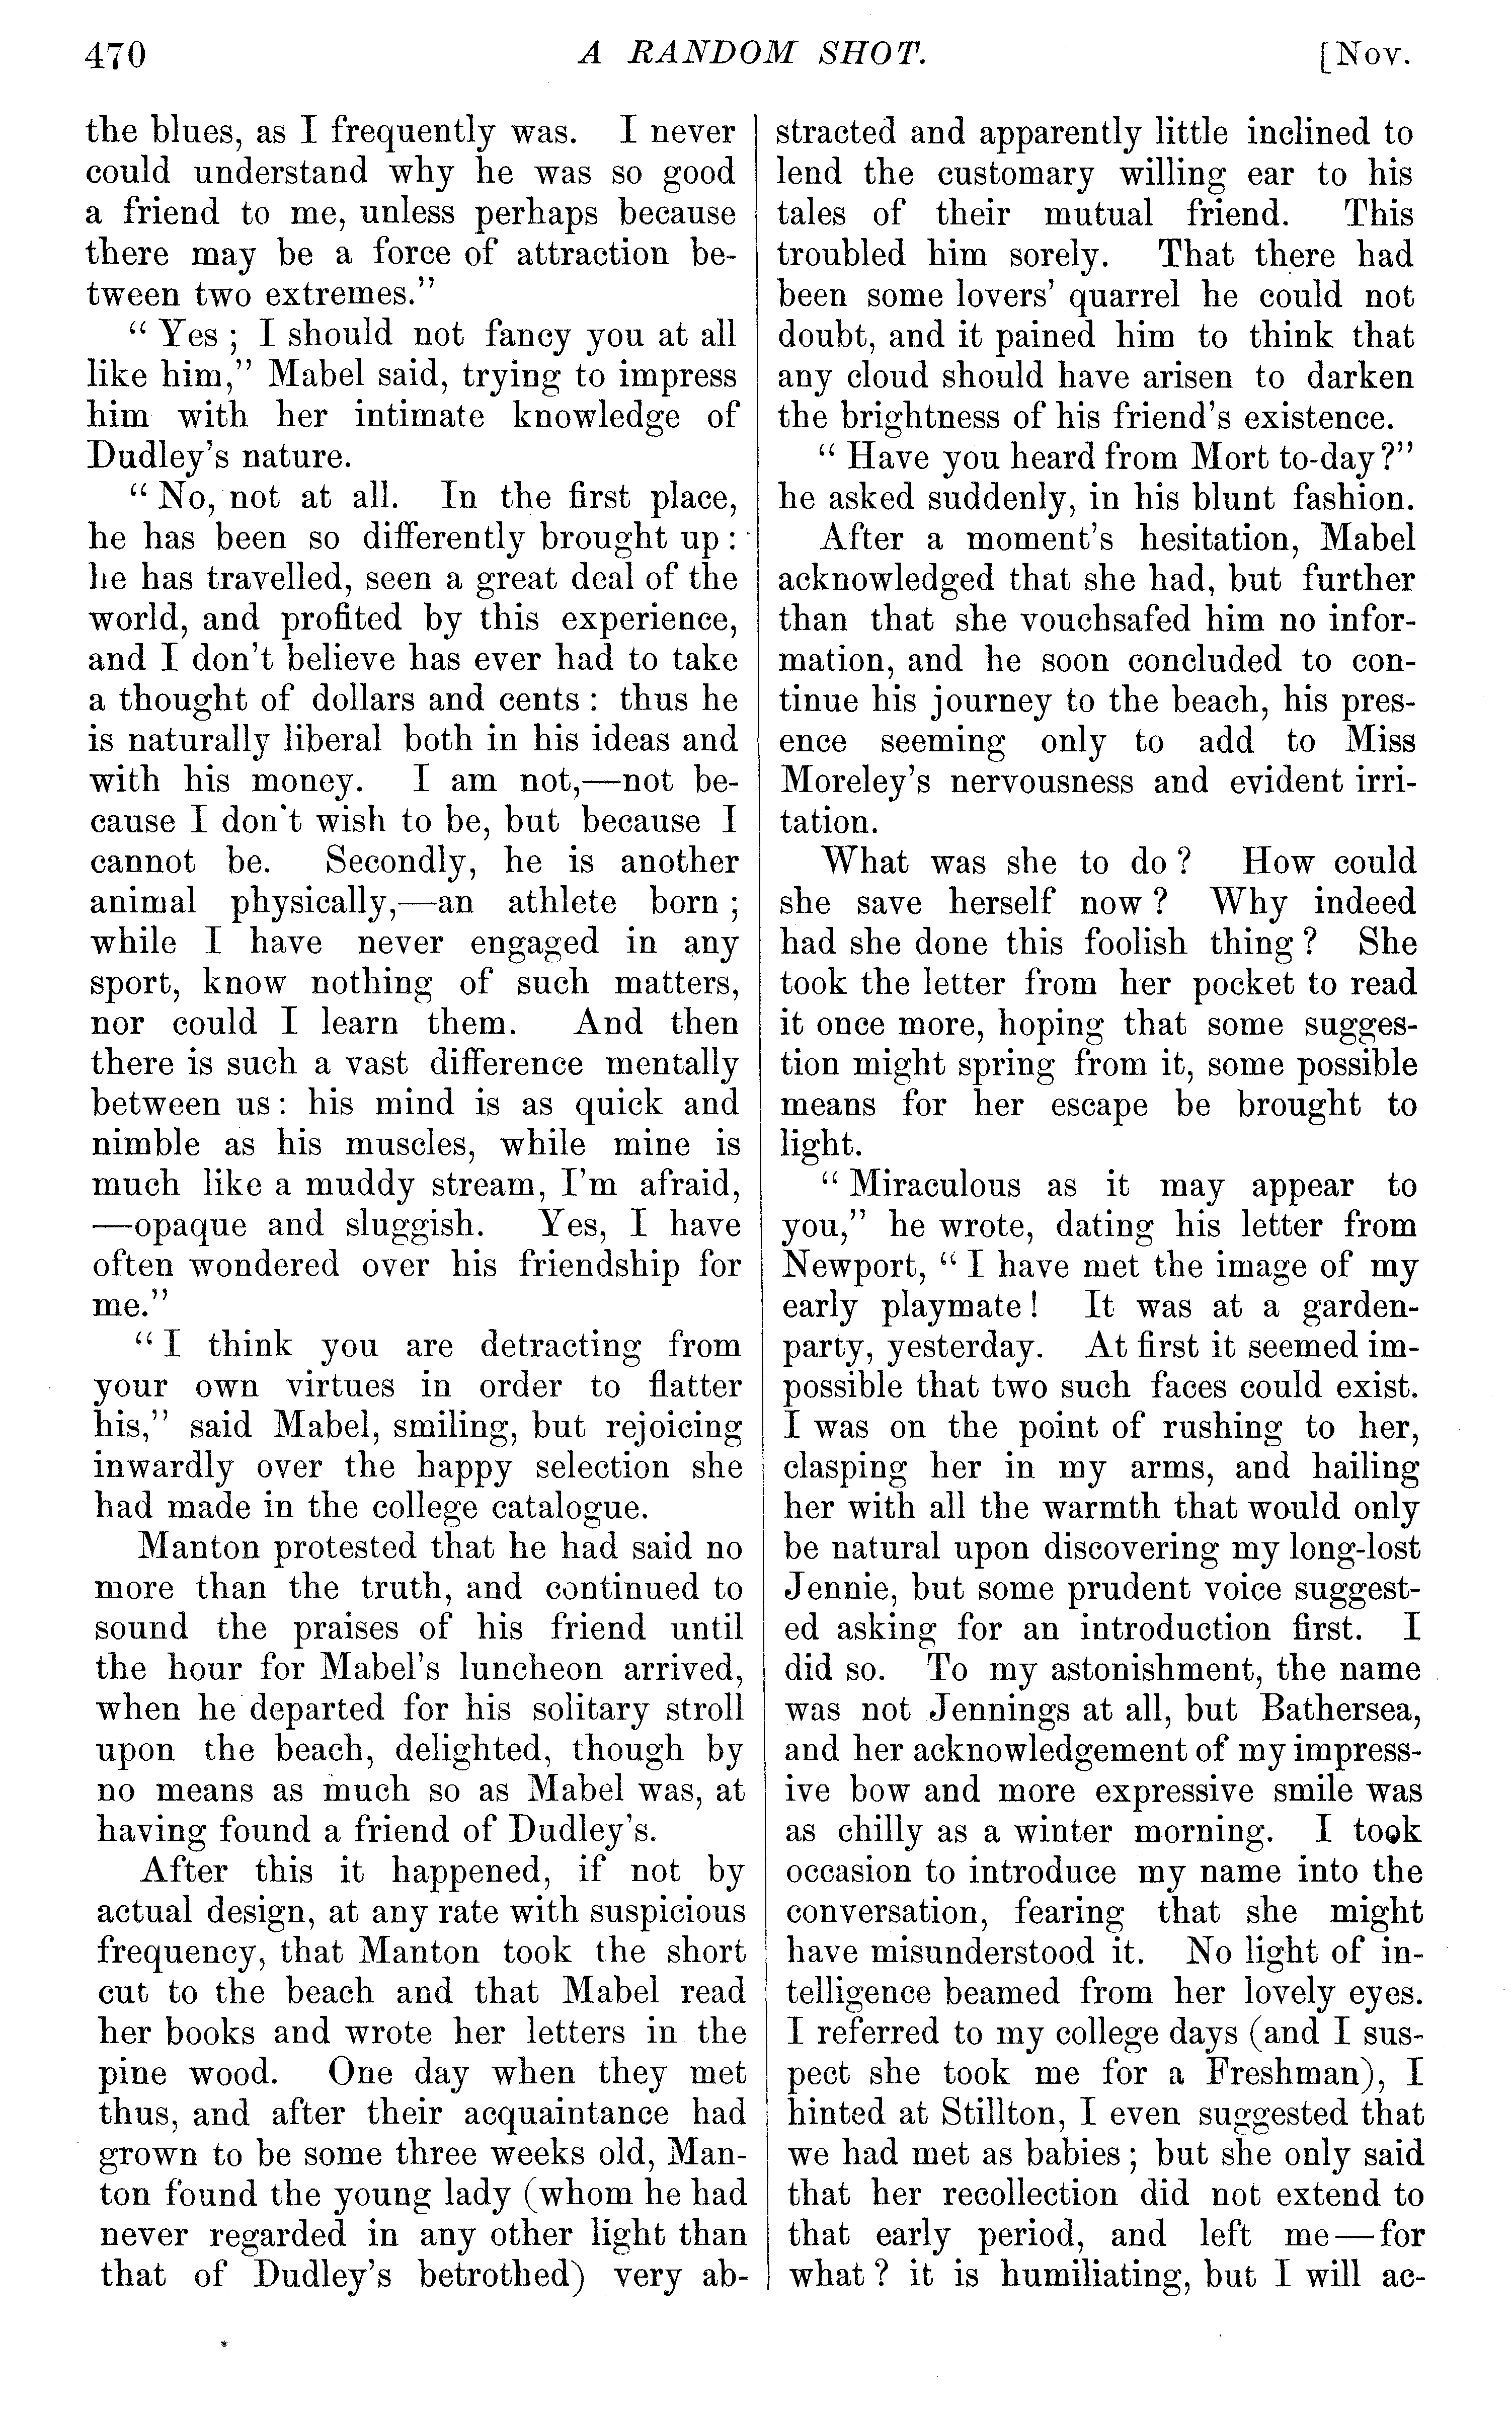 470
A RANDOM SHOT.
[Nov.
the blues, as I frequently was. I never
could understand why he was so good
a friend to me, unless perhaps because
there may be a force of attraction be-
tween two extremes."
"Yes; I should not fancy you at all
like him," Mabel said, trying to impress
him with her intimate knowledge of
Dudley's nature.
"No, not at all. In the first place,
he has been so differently brought up:
he has travelled, seen a great deal of the
world, and profited by this experience,
and I don't believe has ever had to take
a thought of dollars and cents: thus he
is naturally liberal both in his ideas and
with his money. I am not,—not be-
cause I don't wish to be, but because I
cannot be. Secondly, he is another
animal physically,—an athlete born;
while I have never engaged in any
sport, know nothing of such matters,
nor could I learn them. And then
there is such a vast difference mentally
between us: his mind is as quick and
nimble as his muscles, while mine is
much like a muddy stream, I'm afraid,
—opaque and sluggish. Yes, I have
often wondered over his friendship for
me."
"I think you are detracting from
your own virtues in order to flatter
his," said Mabel, smiling, but rejoicing
inwardly over the happy selection she
had made in the college catalogue.
Manton protested that he had said no
more than the truth, and continued to
sound the praises of his friend until
the hour for Mabel's luncheon arrived,
when he departed for his solitary stroll
upon the beach, delighted, though by
no means as much so as Mabel was, at
having found a friend of Dudley's.
After this it happened, if not by
actual design, at any rate with suspicious
frequency, that Manton took the short
cut to the beach and that Mabel read
her books and wrote her letters in the
pine wood. One day when they met
thus, and after their acquaintance had
grown to be some three weeks old, Man-
ton found the young lady (whom he had
never regarded in any other light than
that of Dudley's betrothed) very ab-
stracted and apparently little inclined to
lend the customary willing ear to his
tales of their mutual friend. This
troubled him sorely. That there had
been some lovers' quarrel he could not
doubt, and it pained him to think that
any cloud should have arisen to darken
the brightness of his friend's existence.
"Have you heard from Mort to-day?"
he asked suddenly, in his blunt fashion.
After a moment's hesitation, Mabel
acknowledged that she had, but further
than that she vouchsafed him no infor-
mation, and he soon concluded to con-
tinue his journey to the beach, his pres-
ence seeming only to add to Miss
Moreley's nervousness and evident irri-
tation.
What was she to do? How could
she save herself now? Why indeed
had she done this foolish thing? She
took the letter from her pocket to read
it once more, hoping that some sugges-
tion might spring from it, some possible
means for her escape be brought to
light.
"Miraculous as it may appear to
you," he wrote, dating his letter from
Newport, "I have met the image of my
early playmate! It was at a garden-
party, yesterday. At first it seemed im-
possible that two such faces could exist.
I was on the point of rushing to her,
clasping her in my arms, and hailing
her with all the warmth that would only
be natural upon discovering my long-lost
Jennie, but some prudent voice suggest-
ed asking for an introduction first. I
did so. To my astonishment, the name
was not Jennings at all, but Bathersea,
and her acknowledgement of my impress-
ive bow and more expressive smile was
as chilly as a winter morning. I took
occasion to introduce my name into the
conversation, fearing that she might
have misunderstood it. No light of in-
telligence beamed from her lovely eyes.
I referred to my college days (and I sus-
pect she took me for a Freshman), I
hinted at Stillton, I even suggested that
we had met as babies; but she only said
that her recollection did not extend to
that early period, and left me—for
what? it is humiliating, but I will ac-